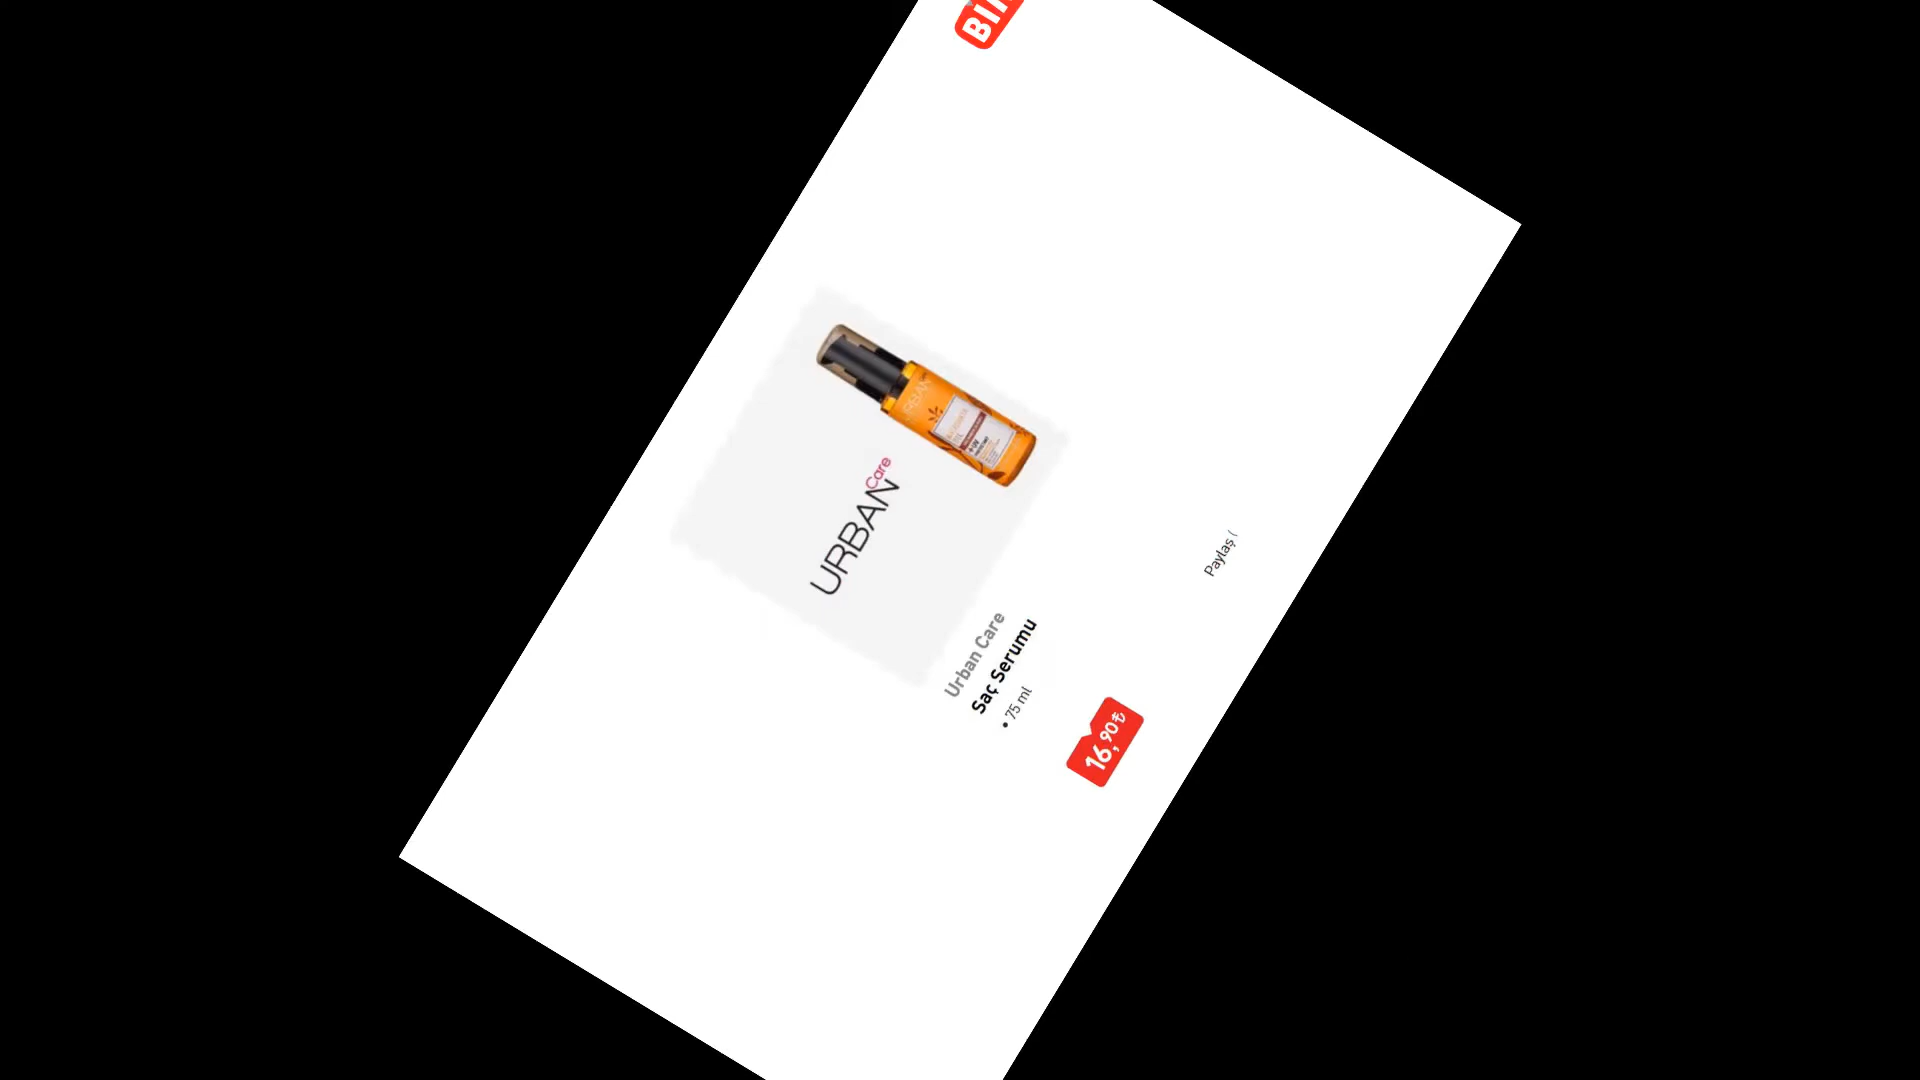 URBAN Care
Urban Care
Saç Serumu
• 75 ml
16,90₺
Paylaş